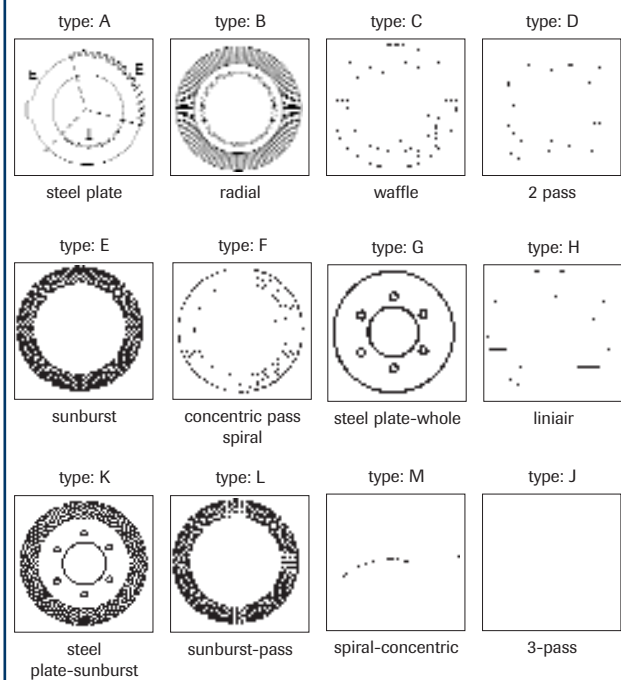 type: A
type: B
type: C
type: D
E
E
steel plate
radial
waffle
2 pass
type: E
type: F
type: G
type: H
sunburst
concentric pass
spiral
steel plate-whole
liniair
type: K
type: L
type: M
type: J
steel
plate-sunburst
sunburst-pass
spiral-concentric
3-pass